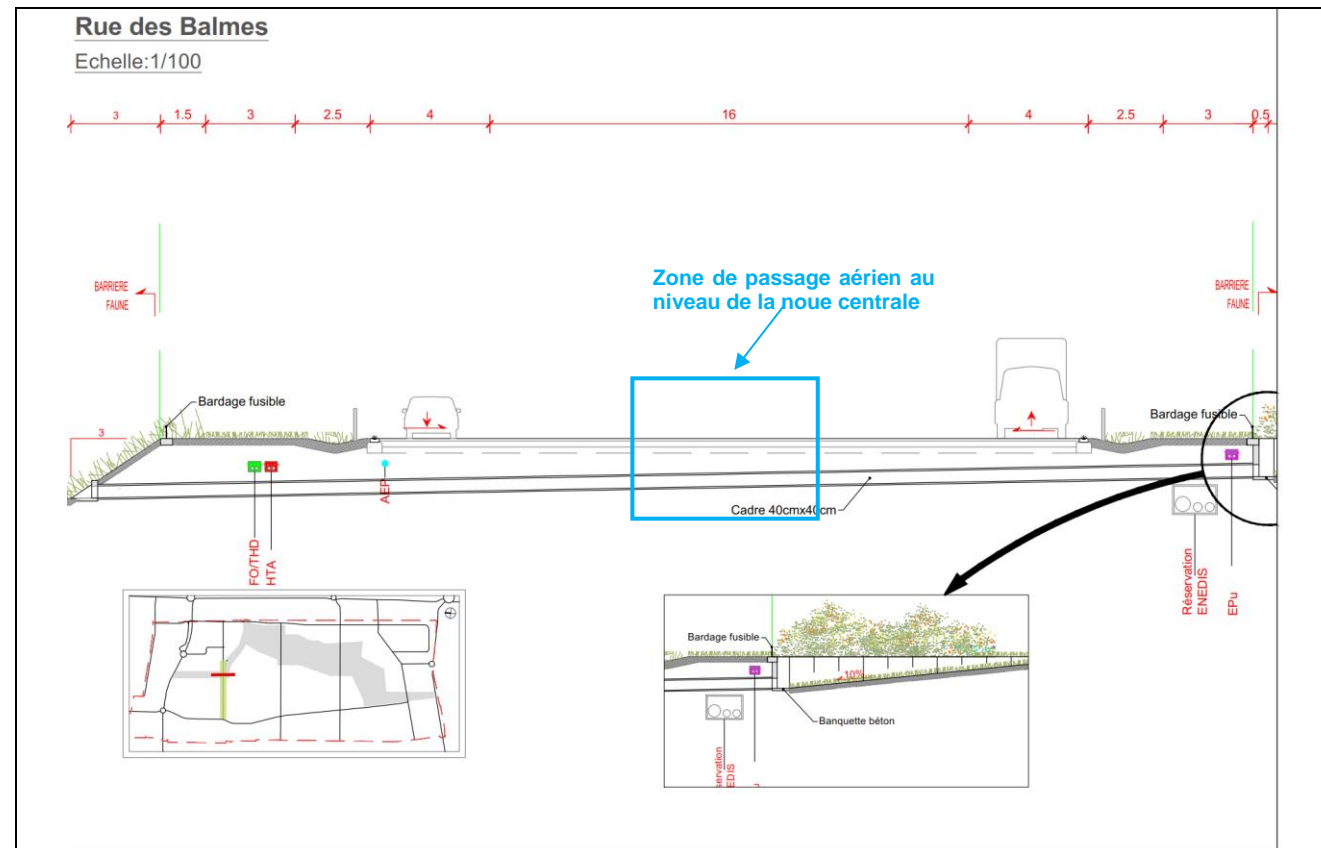 Rue des Balmes
Echelle:1/100
3 1.5 3 2.5 4 16 4 2.5 3 0.5
Zone de passage aérien au
niveau de la noue centrale
BARRIERE
FAUNE
BARRIERE
FAUNE
Bardage fusible
Bardage fusible
3
AEP
Cadre 40cmx40cm
FO/THD
HTA
Réservation
ENEDIS
EPu
Bardage fusible
10%
Banquette béton
servation
EDIS